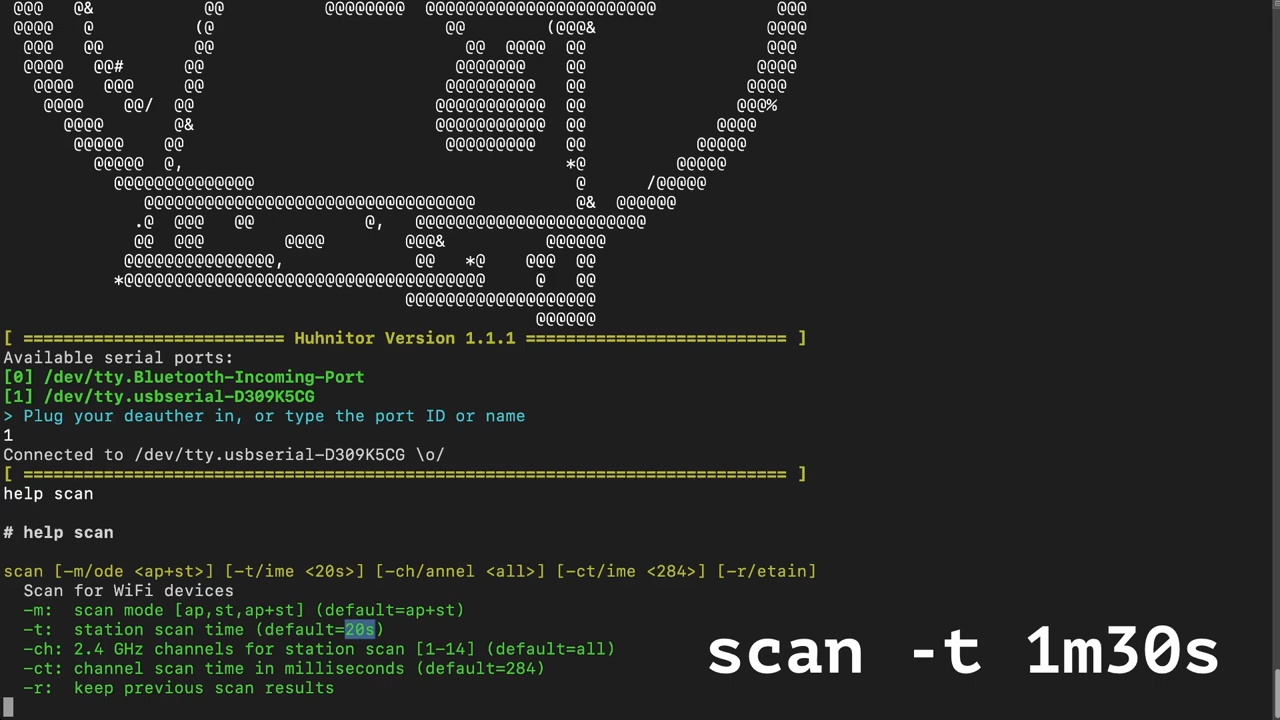 [ ========================== Huhnitor Version 1.1.1 ========================== ]
Available serial ports:
[0] /dev/tty.Bluetooth-Incoming-Port
[1] /dev/tty.usbserial-D309K5CG
> Plug your deauther in, or type the port ID or name
1
Connected to /dev/tty.usbserial-D309K5CG \o/
[ ============================================================================ ]
help scan
# help scan
scan [-m/ode <ap+st>] [-t/ime <20s>] [-ch/annel <all>] [-ct/ime <284>] [-r/etain]
  Scan for WiFi devices
  -m:  scan mode [ap,st,ap+st] (default=ap+st)
  -t:  station scan time (default=20s)
  -ch: 2.4 GHz channels for station scan [1-14] (default=all)
  -ct: channel scan time in milliseconds (default=284)
  -r:  keep previous scan results
scan -t 1m30s